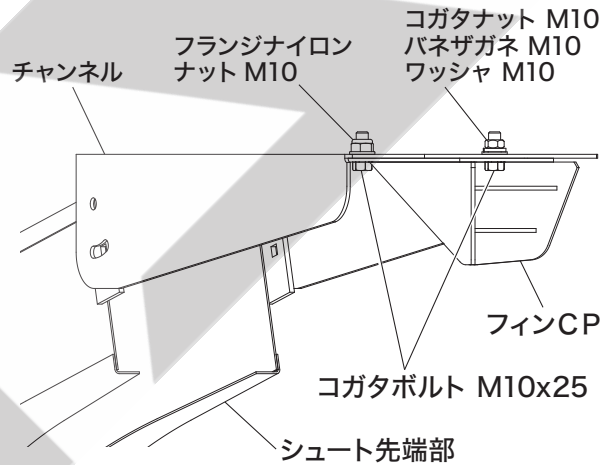 コガタナット M10
バネザガネ M10
ワッシャ M10
フランジナイロン
ナット M10
チャンネル
フィンCP
コガタボルト M10x25
シュート先端部